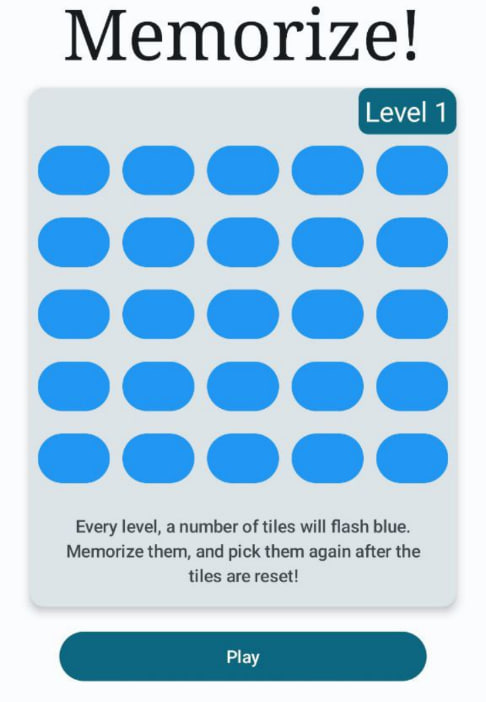 Memorize!
Level 1
Every level, a number of tiles will flash blue.
Memorize them, and pick them again after the
tiles are reset!
Play